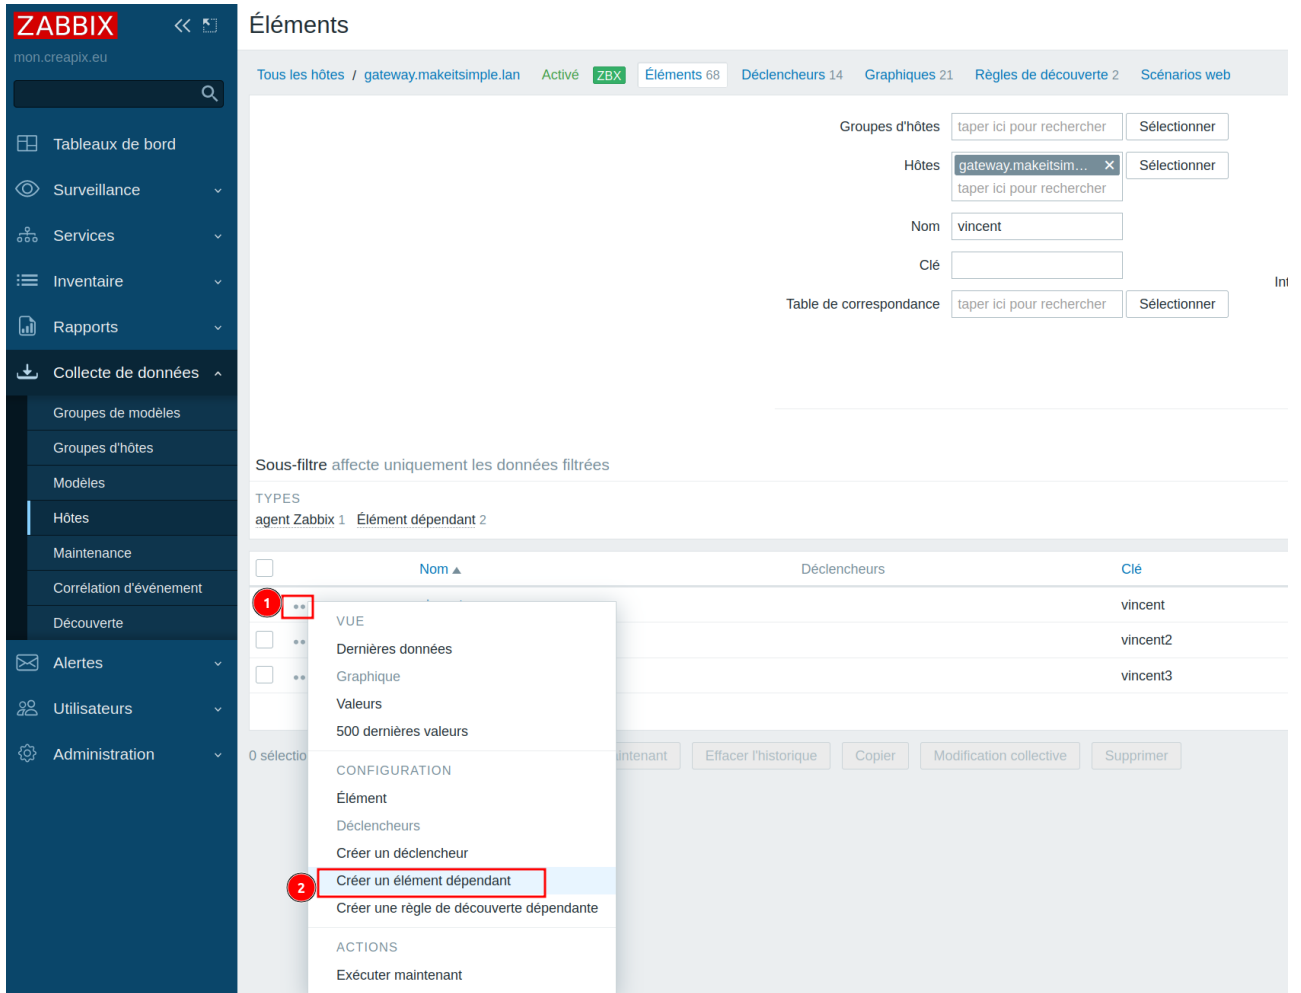 ZABBIX
mon.creapix.eu
Tableaux de bord
Surveillance
Services
Inventaire
Rapports
Collecte de données
Groupes de modèles
Groupes d'hôtes
Modèles
Hôtes
Maintenance
Corrélation d'événement
Découverte
Alertes
Utilisateurs
Administration
Éléments
Tous les hôtes / gateway.makeitsimple.lan Activé ZBX Éléments 68 Déclencheurs 14 Graphiques 21 Règles de découverte 2 Scénarios web
Groupes d'hôtes taper ici pour rechercher Sélectionner
Hôtes gateway.makeitsim... Sélectionner
taper ici pour rechercher
Nom vincent
Clé
Int
Table de correspondance taper ici pour rechercher Sélectionner
Sous-filtre affecte uniquement les données filtrées
TYPES
agent Zabbix 1 Élément dépendant 2
Nom Déclencheurs Clé
1 vincent
vincent2
vincent3
VUE
Dernières données
Graphique
Valeurs
500 dernières valeurs
0 sélectio intenant Effacer l'historique Copier Modification collective Supprimer
CONFIGURATION
Élément
Déclencheurs
Créer un déclencheur
2 Créer un élément dépendant
Créer une règle de découverte dépendante
ACTIONS
Exécuter maintenant